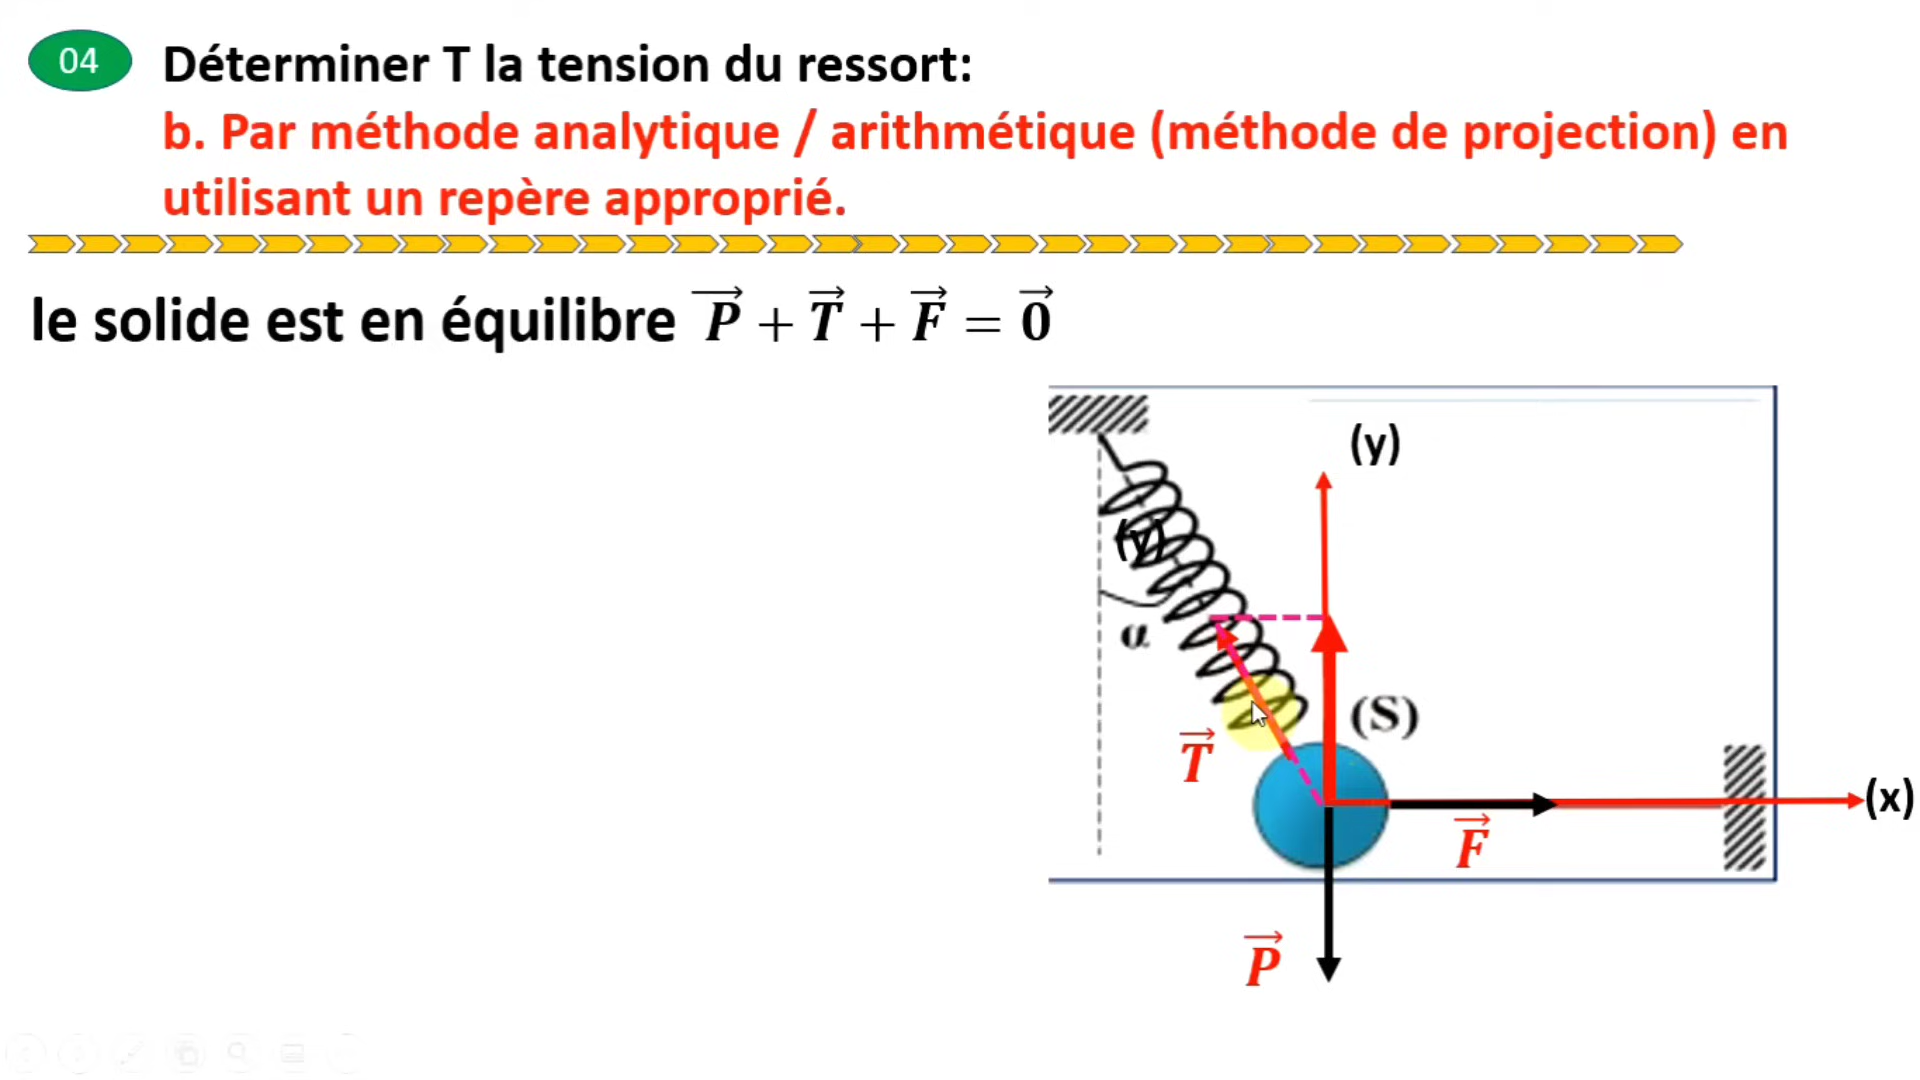 04
Déterminer T la tension du ressort:
b. Par méthode analytique / arithmétique (méthode de projection) en
utilisant un repère approprié.
le solide est en équilibre P⃗ + T⃗ + F⃗ = 0⃗
(y)
(y)
α
(S)
T⃗
(x)
F⃗
P⃗